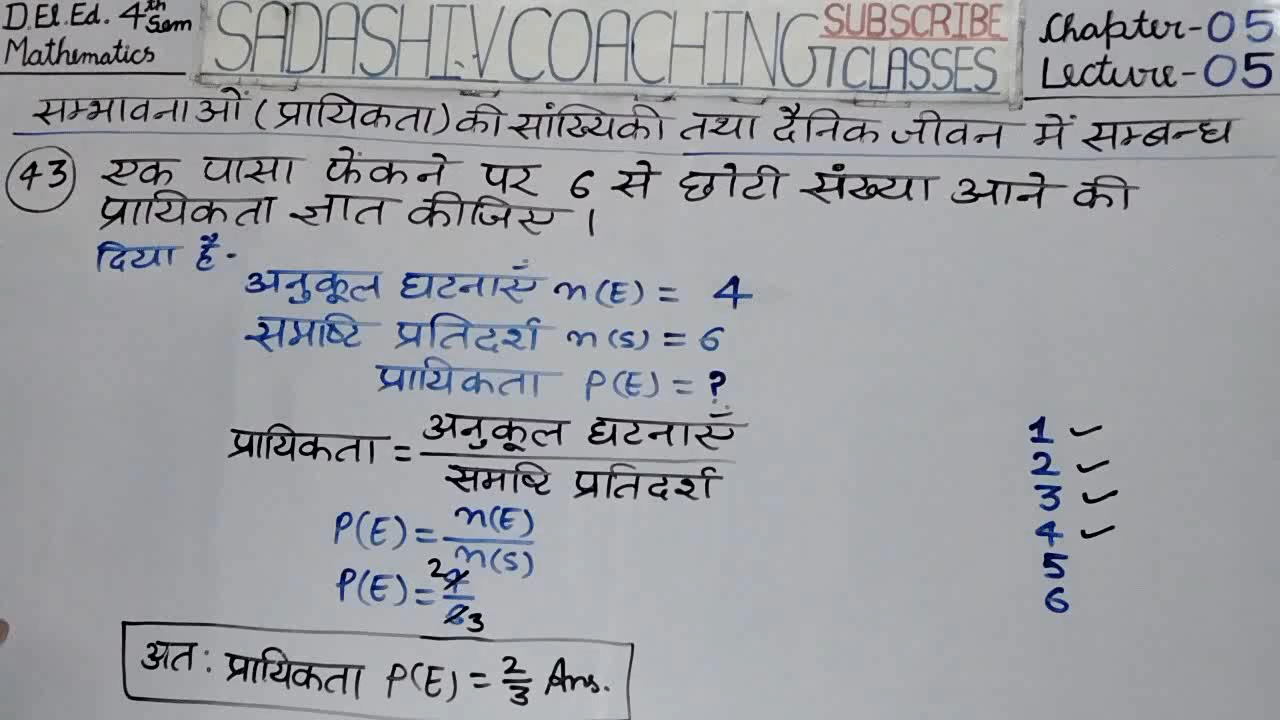 D.El.Ed. 4th Sem
Mathematics
SADASHIV COACHING CLASSES
SUBSCRIBE
Chapter-05
Lecture-05
सम्भावनाओं (प्रायिकता) की सांख्यिकी तथा दैनिक जीवन में सम्बन्ध
43 एक पासा फेंकने पर 6 से छोटी संख्या आने की
प्रायिकता ज्ञात कीजिए।
दिया है-
अनुकूल घटनाएँ n(E) = 4
समष्टि प्रतिदर्श n(S) = 6
प्रायिकता P(E) = ?
प्रायिकता = अनुकूल घटनाएँ
समष्टि प्रतिदर्श
P(E) = n(E)
n(S)
P(E) = 2 4
6 3
अत: प्रायिकता P(E) = 2/3 Ans.
1 ✓
2 ✓
3 ✓
4 ✓
5
6